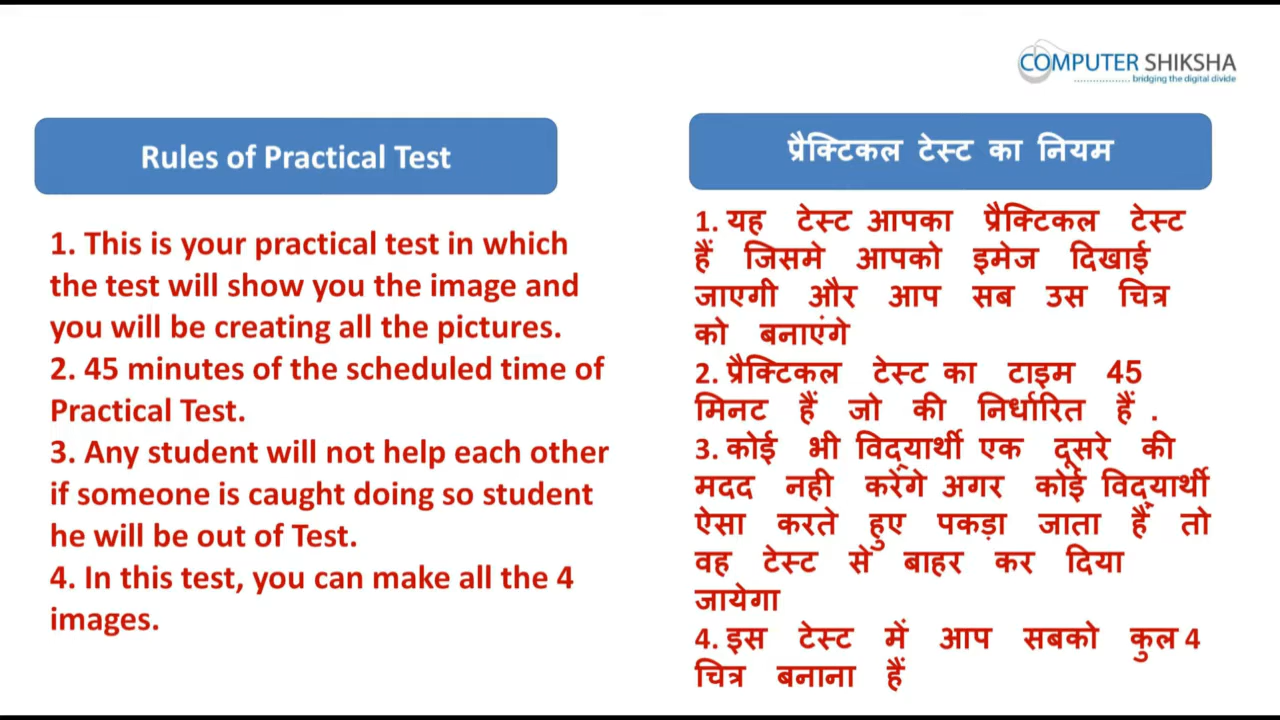 COMPUTER SHIKSHA
.................. bridging the digital divide
Rules of Practical Test
1. This is your practical test in which
the test will show you the image and
you will be creating all the pictures.
2. 45 minutes of the scheduled time of
Practical Test.
3. Any student will not help each other
if someone is caught doing so student
he will be out of Test.
4. In this test, you can make all the 4
images.
प्रैक्टिकल टेस्ट का नियम
1. यह टेस्ट आपका प्रैक्टिकल टेस्ट
हैं जिसमे आपको इमेज दिखाई
जाएगी और आप सब उस चित्र
को बनाएंगे
2. प्रैक्टिकल टेस्ट का टाइम 45
मिनट हैं जो की निर्धारित हैं .
3. कोई भी विद्यार्थी एक दूसरे की
मदद नही करेंगे अगर कोई विद्यार्थी
ऐसा करते हुए पकड़ा जाता हैं तो
वह टेस्ट से बाहर कर दिया
जायेगा
4. इस टेस्ट में आप सबको कुल 4
चित्र बनाना हैं